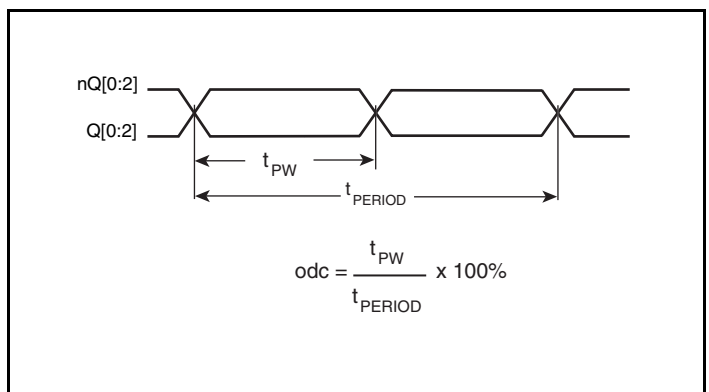 nQ[0:2]
Q[0:2]
tPW
tPERIOD
odc = tPW / tPERIOD x 100%